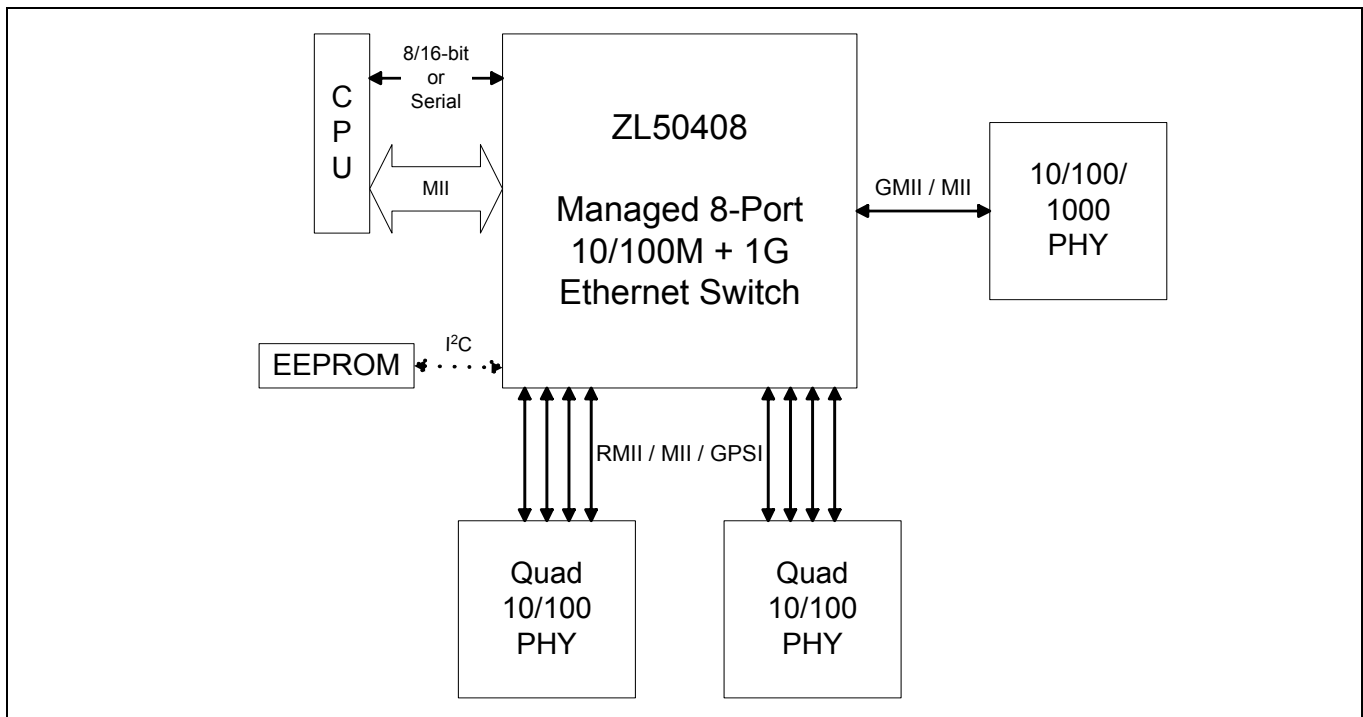 C
P
U
8/16-bit
or
Serial
MII
ZL50408
Managed 8-Port
10/100M + 1G
Ethernet Switch
GMII / MII
10/100/
1000
PHY
EEPROM
I²C
RMII / MII / GPSI
Quad
10/100
PHY
Quad
10/100
PHY